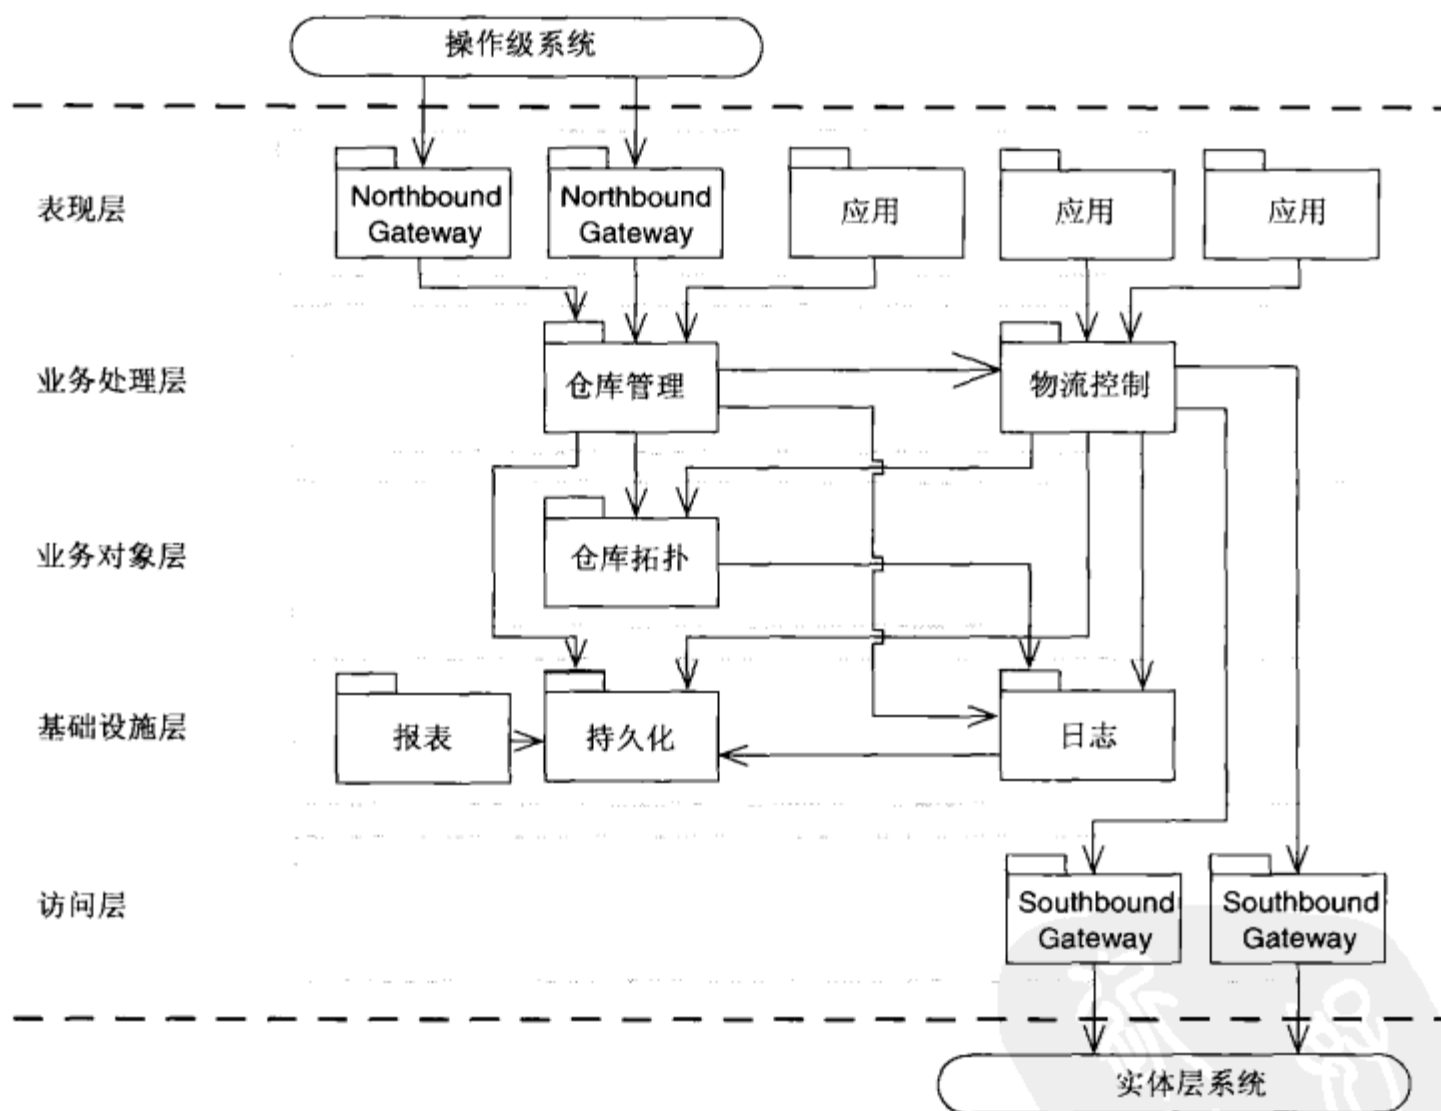 操作级系统
表现层
Northbound
Gateway
Northbound
Gateway
应用
应用
应用
业务处理层
仓库管理
物流控制
业务对象层
仓库拓扑
基础设施层
报表
持久化
日志
访问层
Southbound
Gateway
Southbound
Gateway
实体层系统